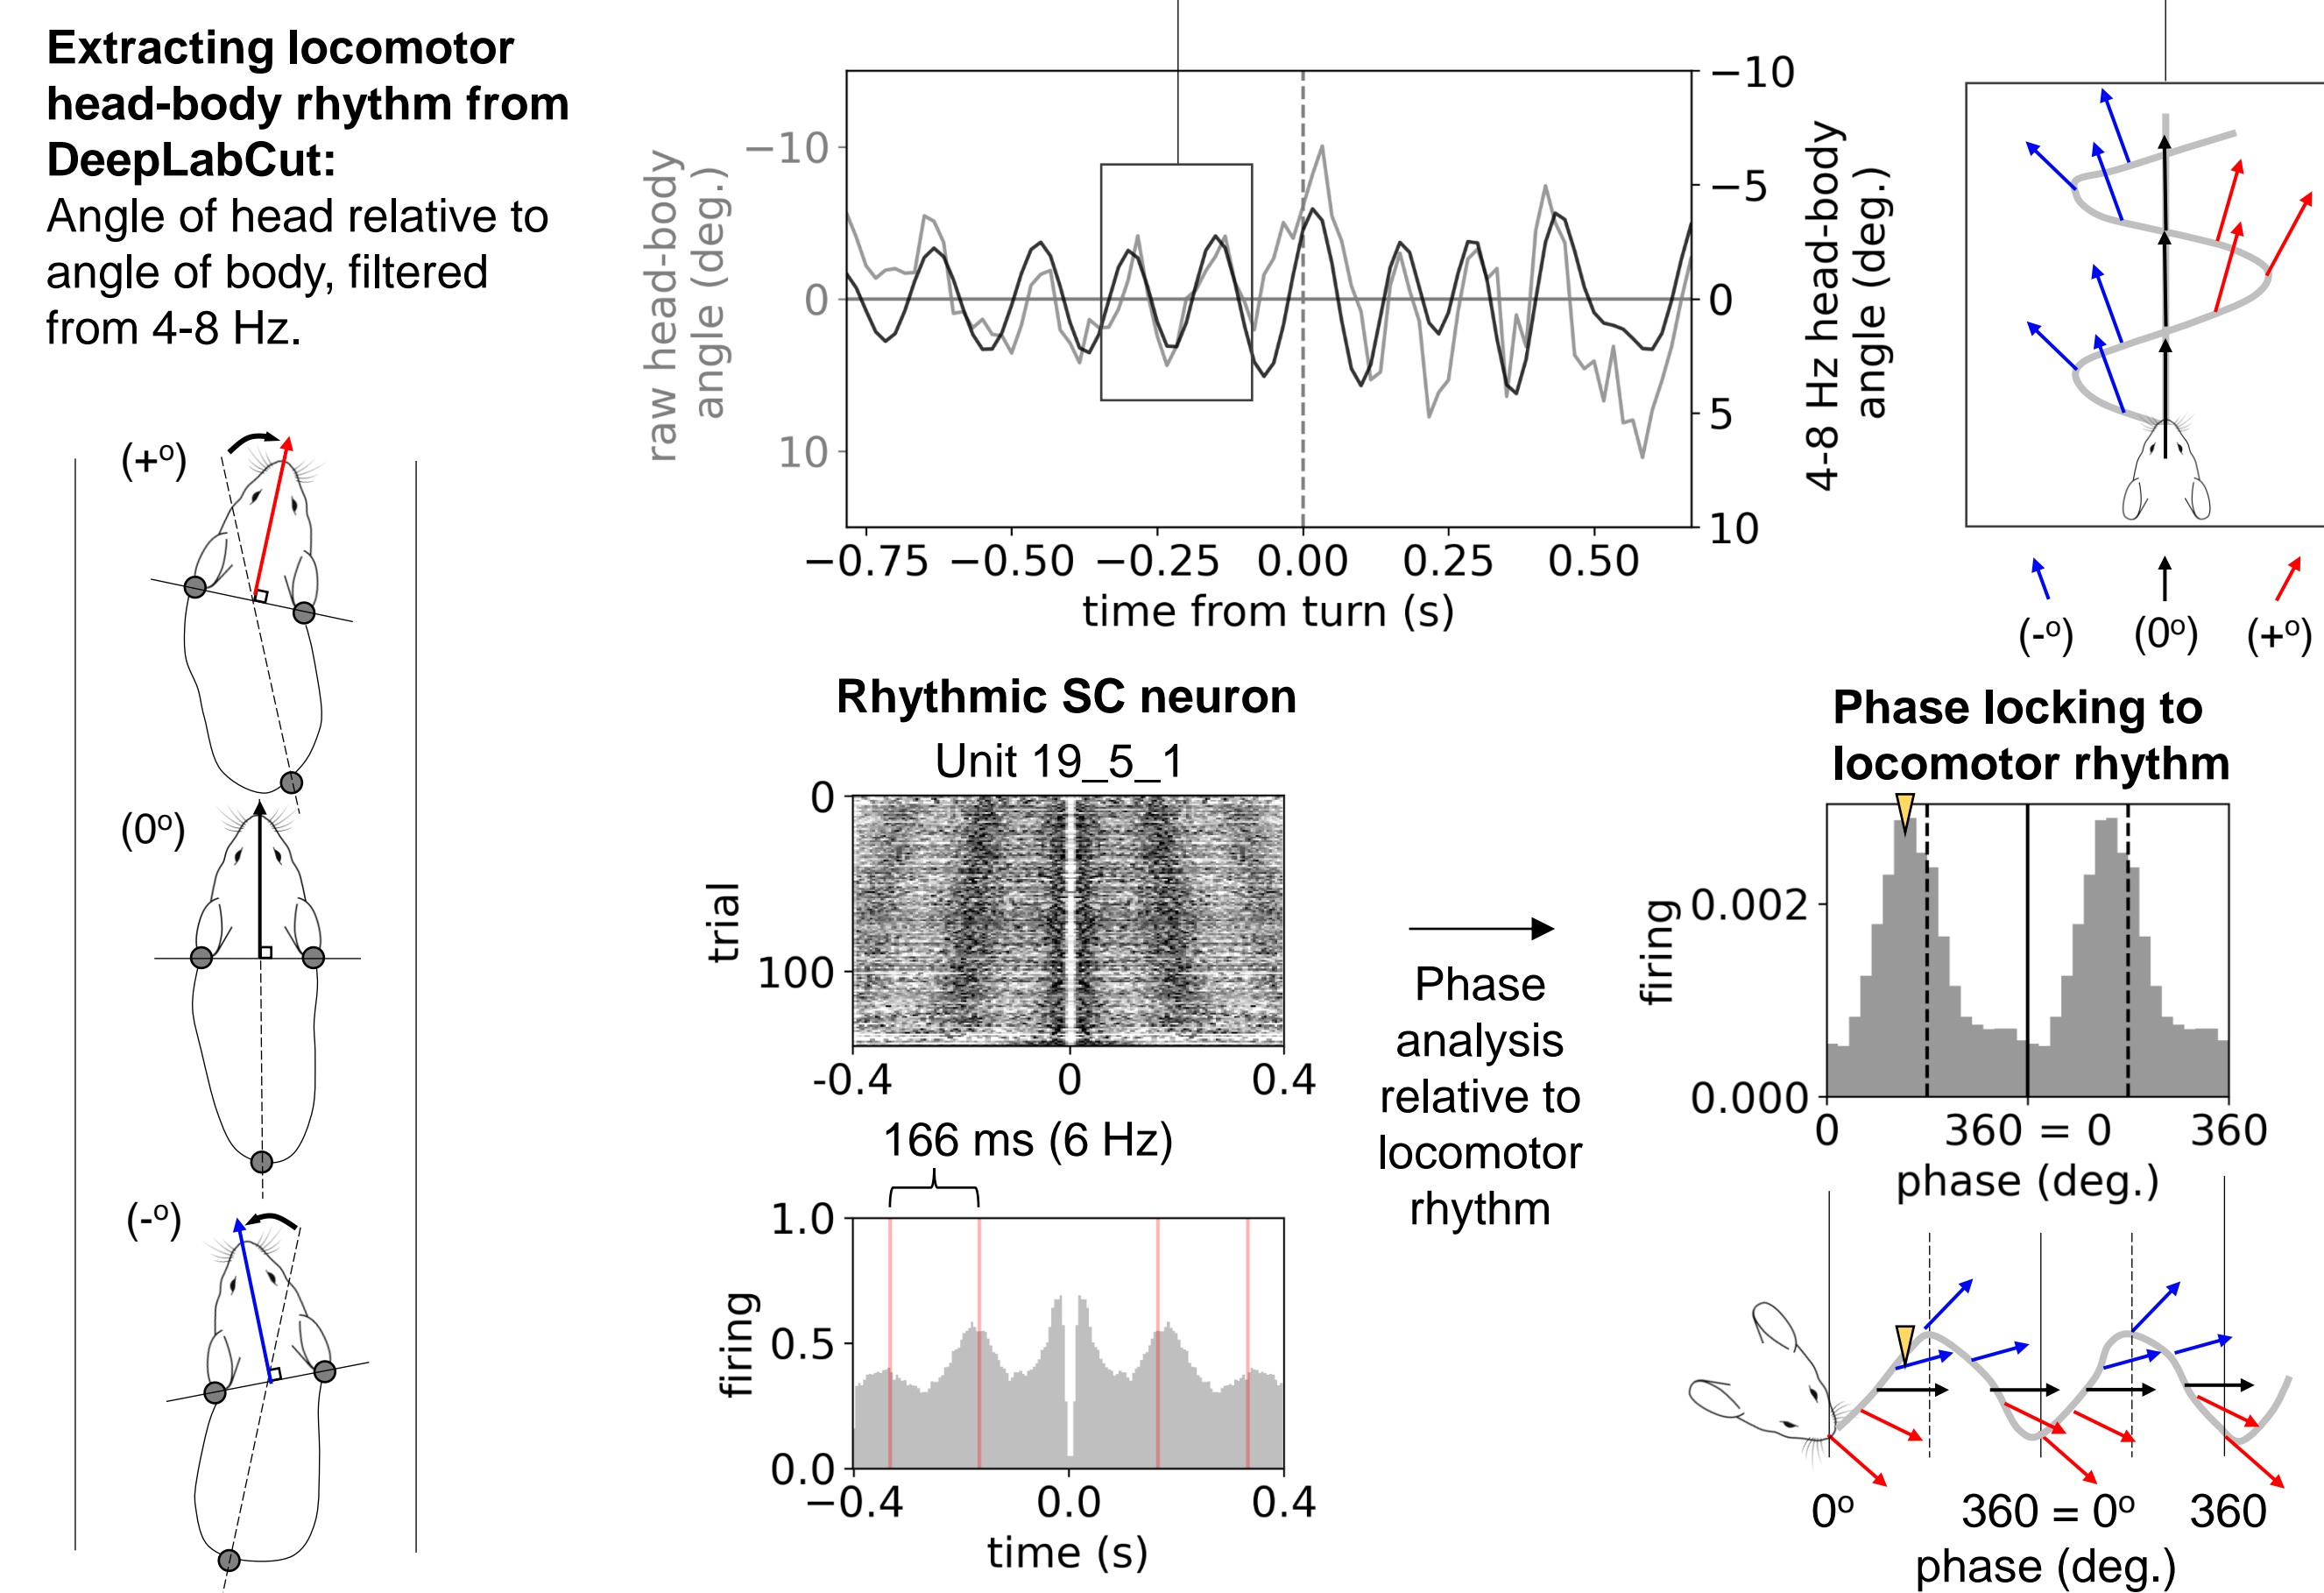 Extracting locomotor
head-body rhythm from
DeepLabCut:
Angle of head relative to
angle of body, filtered
from 4-8 Hz.
(+º)
(0º)
(-º)
raw head-body
angle (deg.)
−10
0
10
−10
−5
0
5
10
4-8 Hz head-body
angle (deg.)
−0.75 −0.50 −0.25 0.00 0.25 0.50
time from turn (s)
(-º) (0º) (+º)
Rhythmic SC neuron
Unit 19_5_1
trial
0
100
-0.4 0 0.4
166 ms (6 Hz)
firing
1.0
0.5
0.0
−0.4 0.0 0.4
time (s)
Phase
analysis
relative to
locomotor
rhythm
Phase locking to
locomotor rhythm
firing
0.002
0.000
0 360 = 0 360
phase (deg.)
0º 360 = 0º 360
phase (deg.)